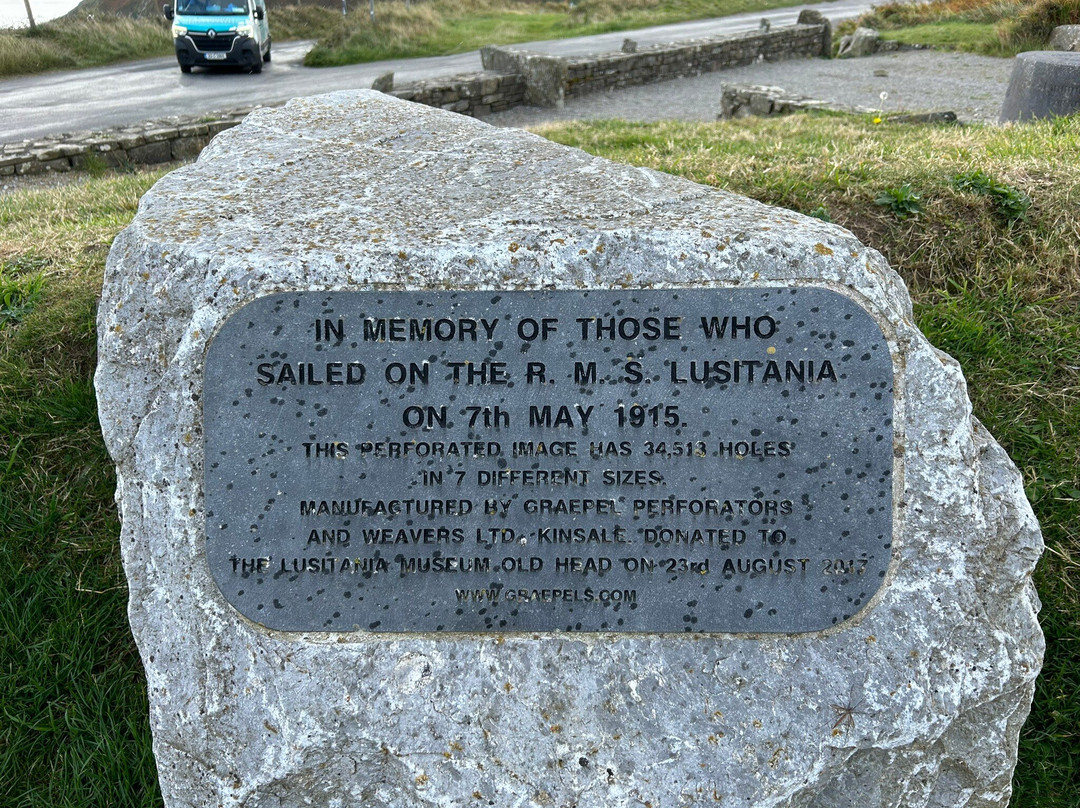 IN MEMORY OF THOSE WHO
SAILED ON THE R. M. S. LUSITANIA
ON 7th MAY 1915.
THIS PERFORATED IMAGE HAS 34,513 HOLES
IN 7 DIFFERENT SIZES.
MANUFACTURED BY GRAEPEL PERFORATORS
AND WEAVERS LTD, KINSALE. DONATED TO
THE LUSITANIA MUSEUM OLD HEAD ON 23rd AUGUST 2017
WWW.GRAEPELS.COM